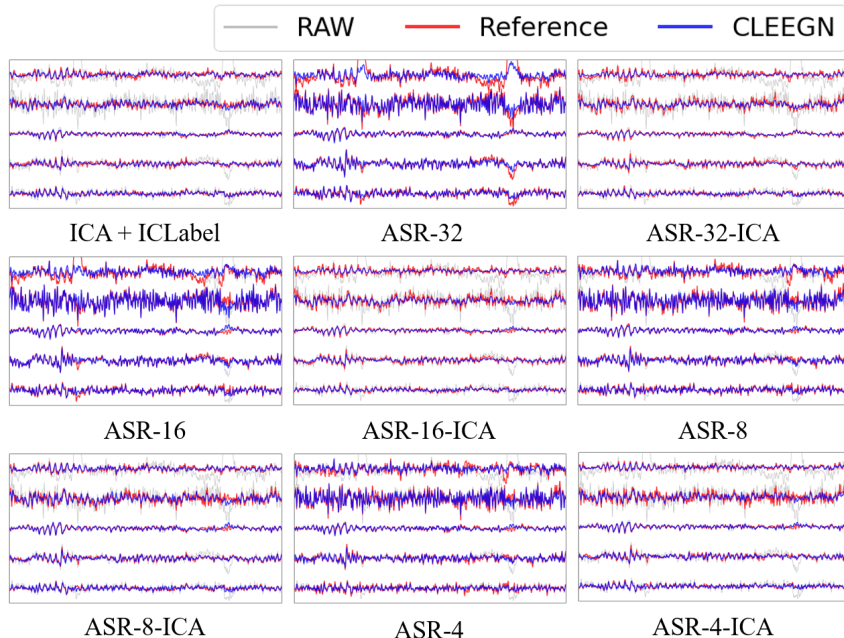 RAW Reference CLEEGN
ICA + ICLabel ASR-32 ASR-32-ICA
ASR-16 ASR-16-ICA ASR-8
ASR-8-ICA ASR-4 ASR-4-ICA